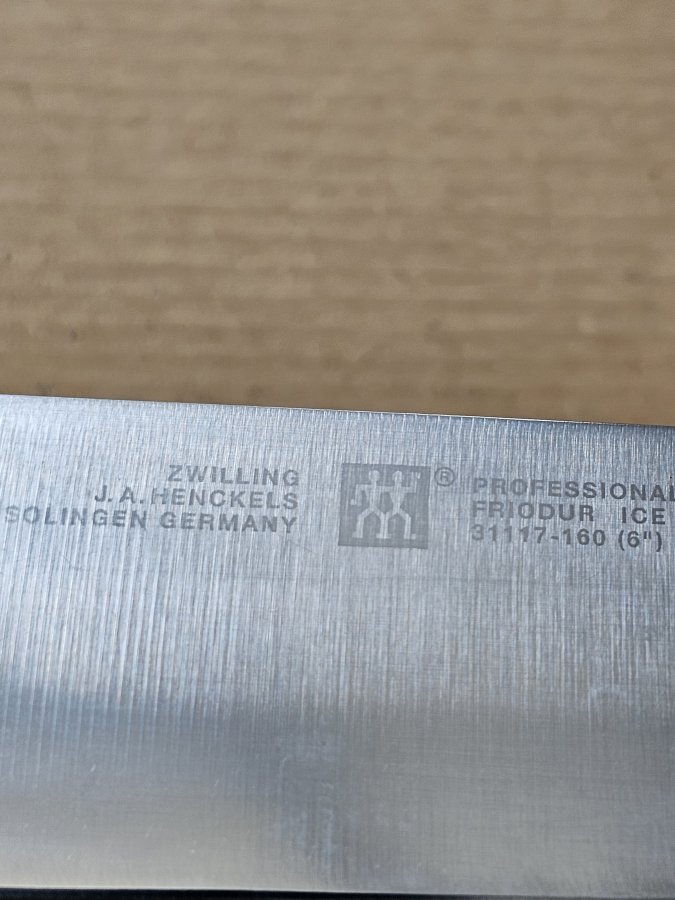 ZWILLING
J. A. HENCKELS
SOLINGEN GERMANY
®
PROFESSIONAL
FRIODUR ICE
31117-160 (6")